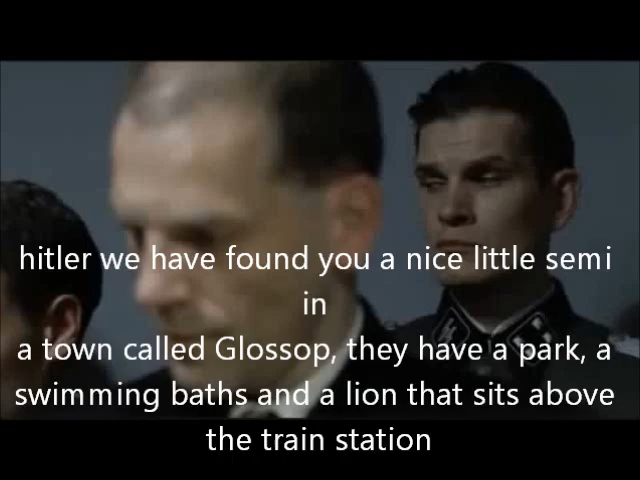 hitler we have found you a nice little semi
in
a town called Glossop, they have a park, a
swimming baths and a lion that sits above
the train station